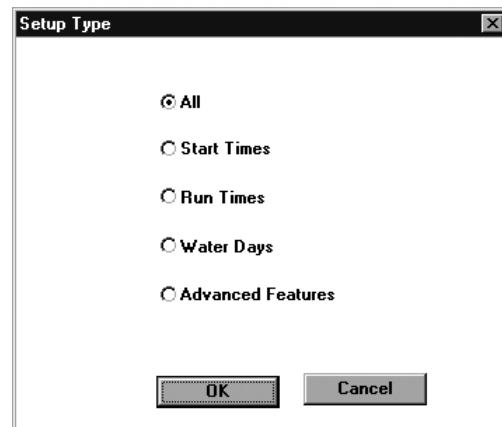 Setup Type
All
Start Times
Run Times
Water Days
Advanced Features
OK Cancel